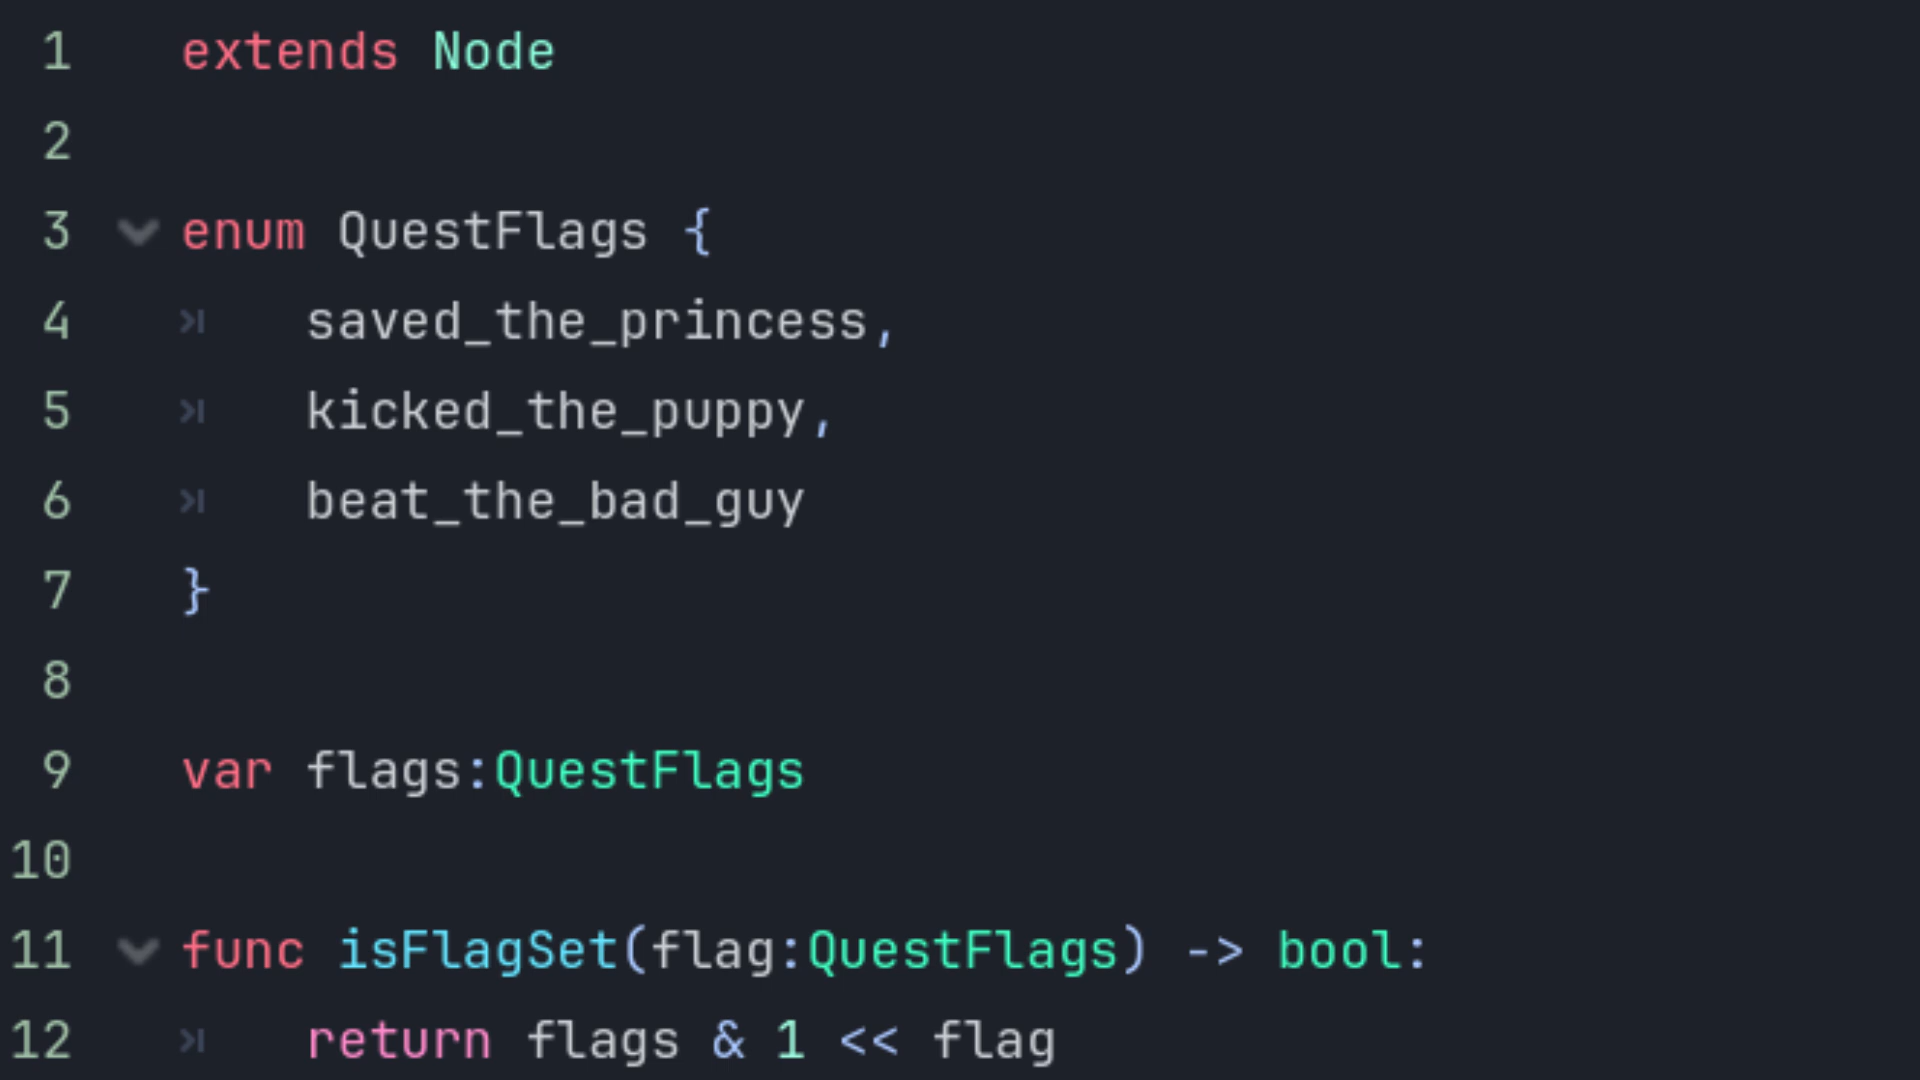 1 extends Node
2
3 enum QuestFlags {
4 saved_the_princess,
5 kicked_the_puppy,
6 beat_the_bad_guy
7 }
8
9 var flags:QuestFlags
10
11 func isFlagSet(flag:QuestFlags) -> bool:
12 return flags & 1 << flag